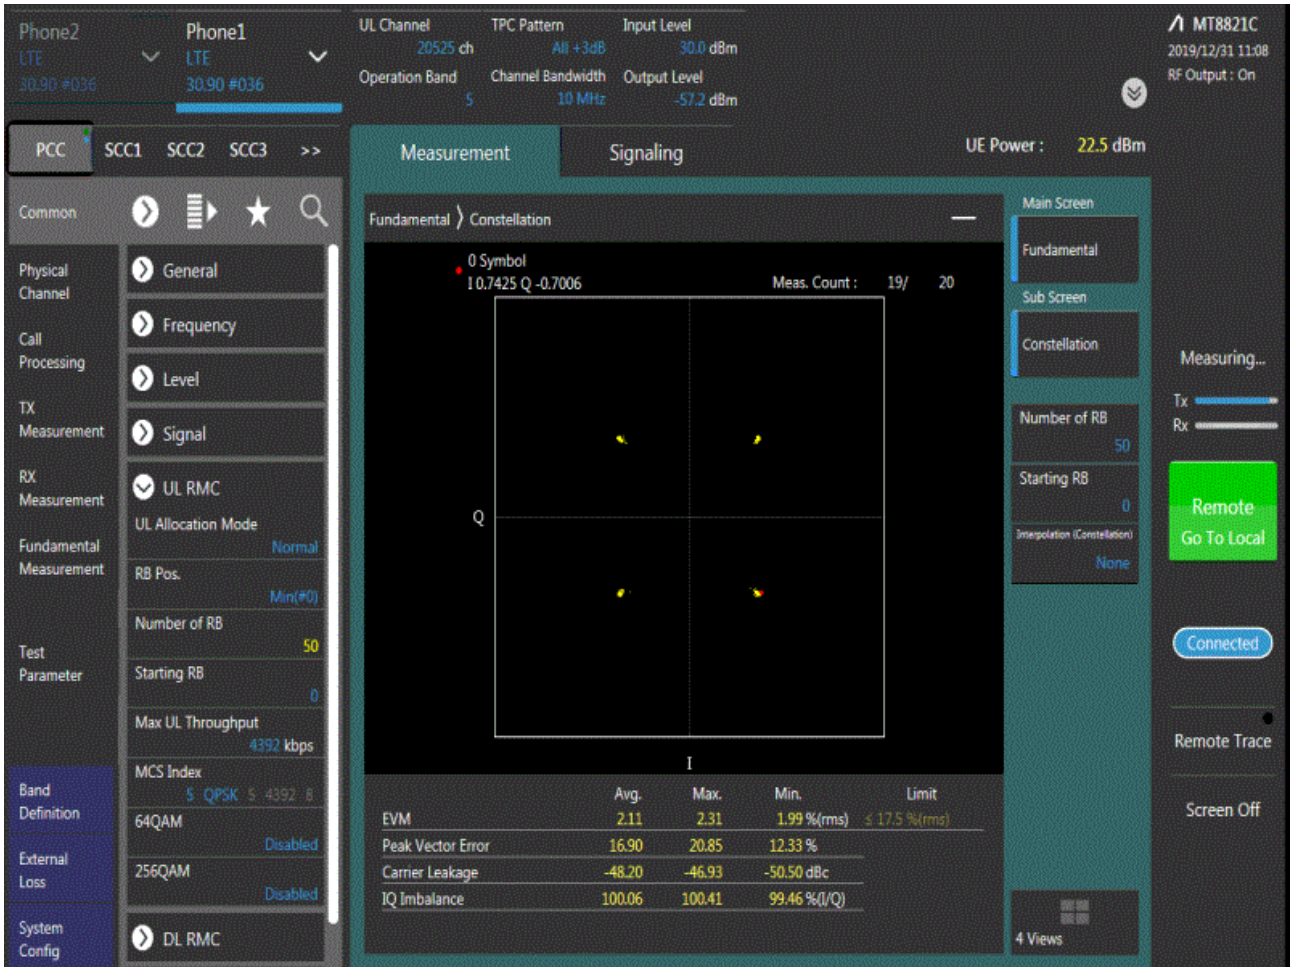 Phone2
LTE
30.90 #036
Phone1
LTE
30.90 #036
UL Channel
20525 ch
TPC Pattern
All +3dB
Input Level
30.0 dBm
Operation Band
5
Channel Bandwidth
10 MHz
Output Level
-57.2 dBm
MT8821C
2019/12/31 11:08
RF Output : On
PCC SCC1 SCC2 SCC3 >>
Measurement
Signaling
UE Power : 22.5 dBm
Common
Physical
Channel
Call
Processing
TX
Measurement
RX
Measurement
Fundamental
Measurement
Test
Parameter
Band
Definition
External
Loss
System
Config
General
Frequency
Level
Signal
UL RMC
UL Allocation Mode
Normal
RB Pos.
Min(#0)
Number of RB
50
Starting RB
0
Max UL Throughput
4392 kbps
MCS Index
5 QPSK 5 4392 8
64QAM
Disabled
256QAM
Disabled
DL RMC
Fundamental 〉 Constellation
0 Symbol
I 0.7425 Q -0.7006
Meas. Count : 19/ 20
Q
I
Avg. Max. Min. Limit
EVM 2.11 2.31 1.99 %(rms) ≤ 17.5 %(rms)
Peak Vector Error 16.90 20.85 12.33 %
Carrier Leakage -48.20 -46.93 -50.50 dBc
IQ Imbalance 100.06 100.41 99.46 %(I/Q)
Main Screen
Fundamental
Sub Screen
Constellation
Number of RB
50
Starting RB
0
Interpolation (Constellation)
None
4 Views
Measuring...
Tx
Rx
Remote
Go To Local
Connected
Remote Trace
Screen Off